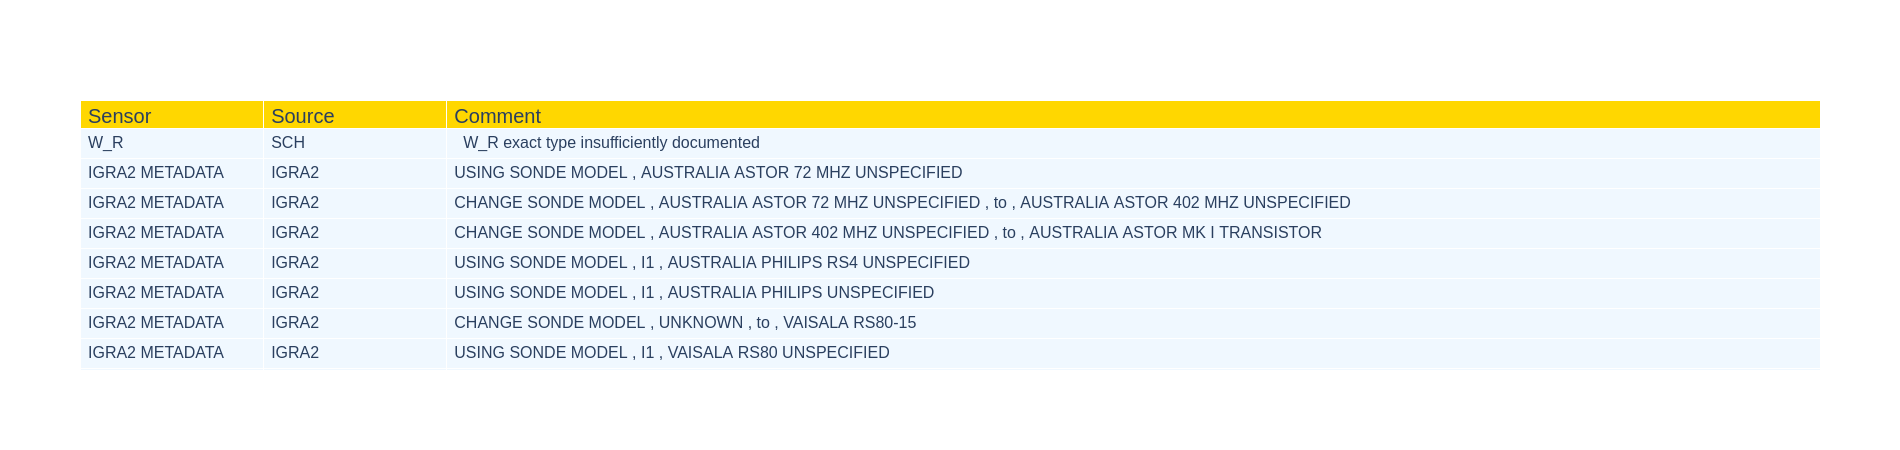 Sensor Source Comment
W_R SCH W_R exact type insufficiently documented
IGRA2 METADATA IGRA2 USING SONDE MODEL , AUSTRALIA ASTOR 72 MHZ UNSPECIFIED
IGRA2 METADATA IGRA2 CHANGE SONDE MODEL , AUSTRALIA ASTOR 72 MHZ UNSPECIFIED , to , AUSTRALIA ASTOR 402 MHZ UNSPECIFIED
IGRA2 METADATA IGRA2 CHANGE SONDE MODEL , AUSTRALIA ASTOR 402 MHZ UNSPECIFIED , to , AUSTRALIA ASTOR MK I TRANSISTOR
IGRA2 METADATA IGRA2 USING SONDE MODEL , I1 , AUSTRALIA PHILIPS RS4 UNSPECIFIED
IGRA2 METADATA IGRA2 USING SONDE MODEL , I1 , AUSTRALIA PHILIPS UNSPECIFIED
IGRA2 METADATA IGRA2 CHANGE SONDE MODEL , UNKNOWN , to , VAISALA RS80-15
IGRA2 METADATA IGRA2 USING SONDE MODEL , I1 , VAISALA RS80 UNSPECIFIED